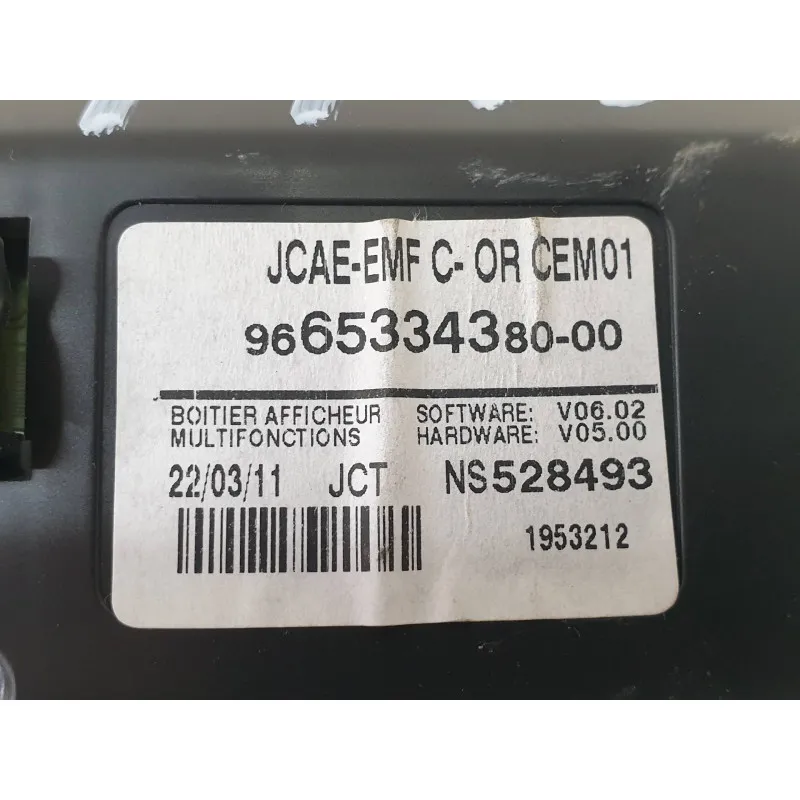 JCAE-EMF C- OR CEM01
9665334380-00
BOITIER AFFICHEUR SOFTWARE: V06.02
MULTIFONCTIONS HARDWARE: V05.00
22/03/11 JCT NS528493
1953212